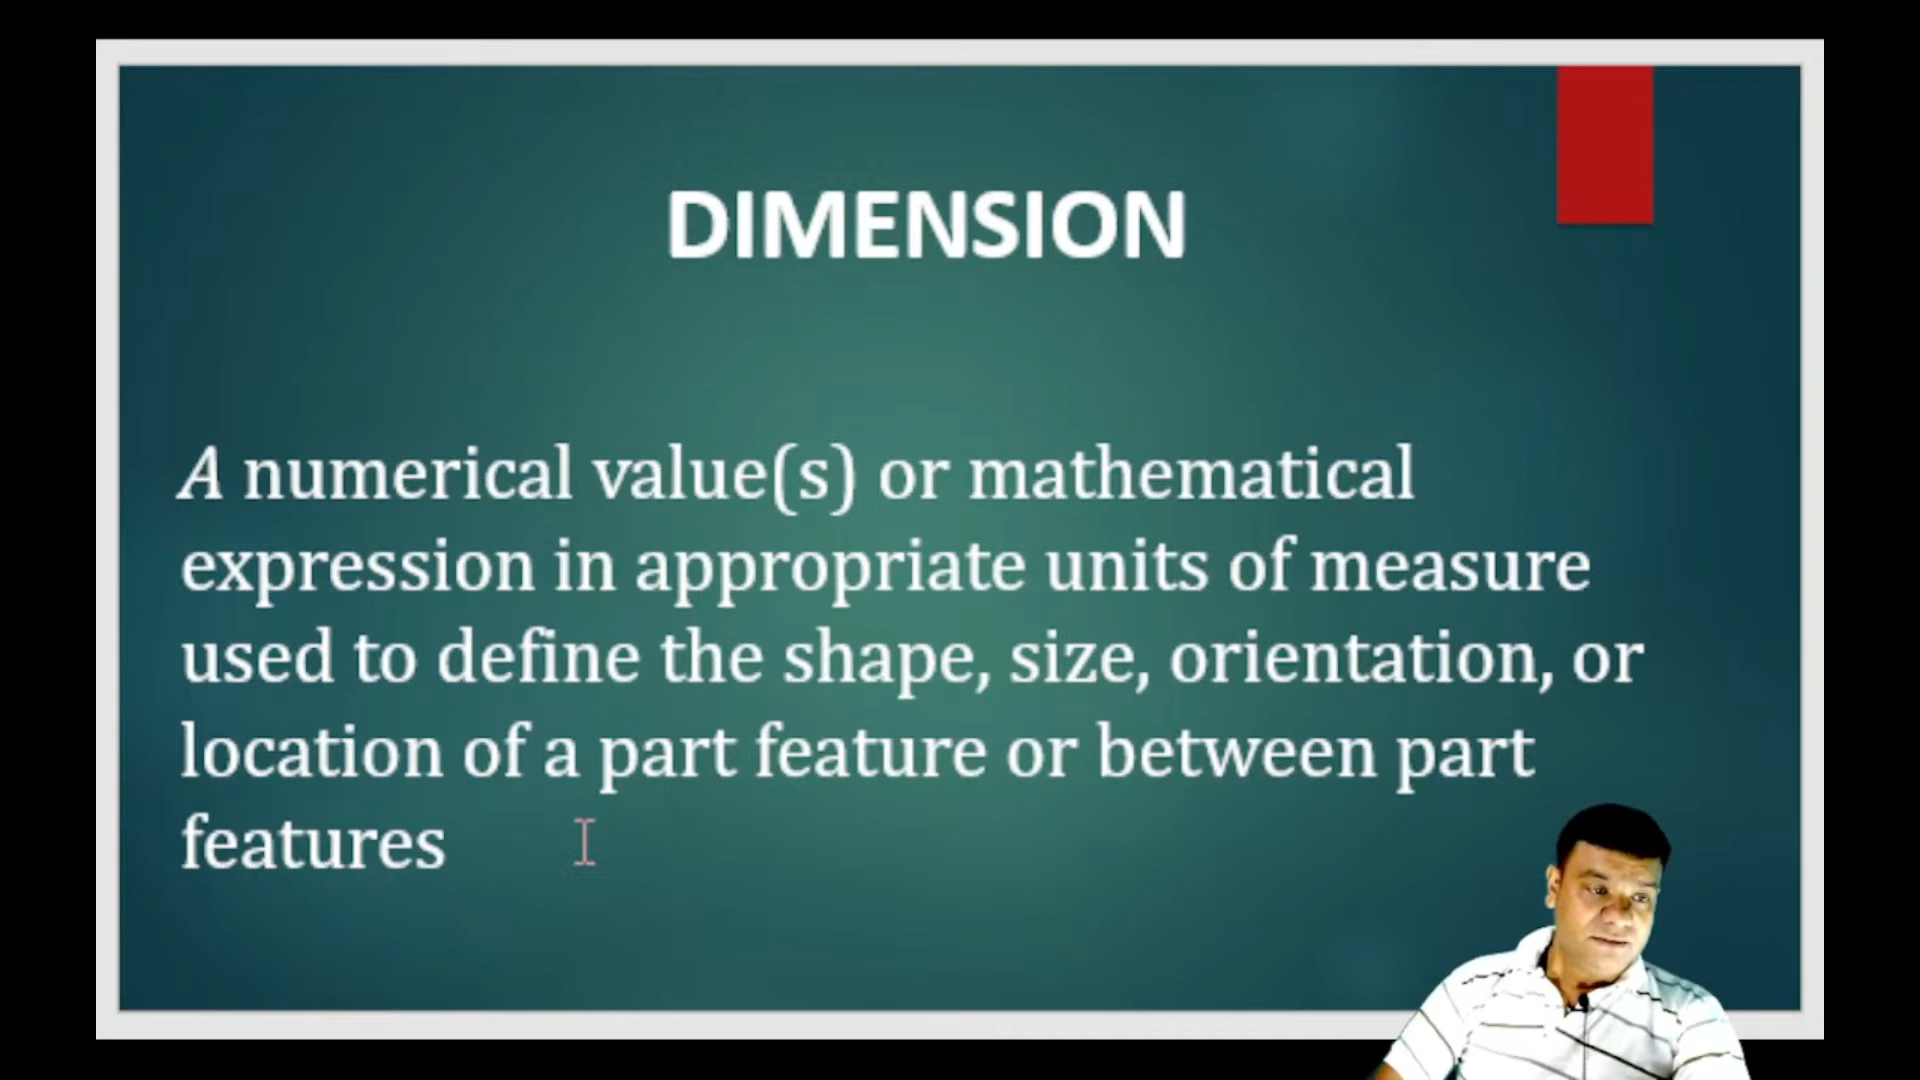 DIMENSION
A numerical value(s) or mathematical
expression in appropriate units of measure
used to define the shape, size, orientation, or
location of a part feature or between part
features